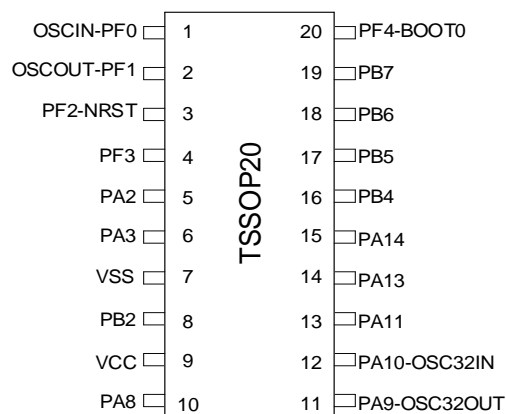 OSCIN-PF0 1 20 PF4-BOOT0
OSCOUT-PF1 2 19 PB7
PF2-NRST 3 18 PB6
PF3 4 17 PB5
PA2 5 16 PB4
PA3 6 15 PA14
VSS 7 14 PA13
PB2 8 13 PA11
VCC 9 12 PA10-OSC32IN
PA8 10 11 PA9-OSC32OUT
TSSOP20